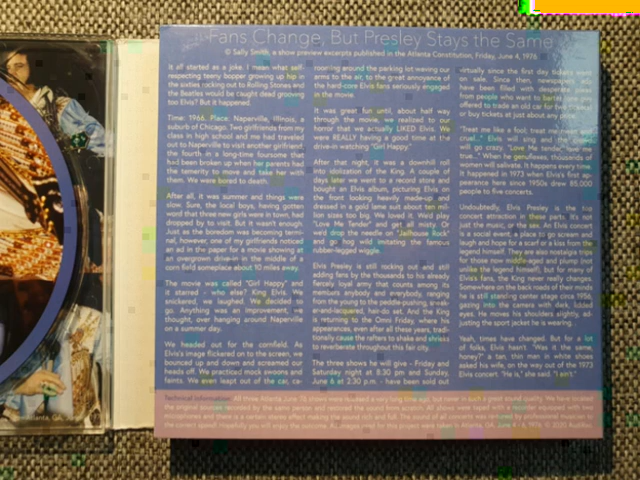 Fans Change, But Presley Stays the Same
© Sally Smith, a show preview excerpts published in the Atlanta Constitution, Friday, June 4, 1976
It all started as a joke. I mean what self-
respecting teeny bopper growing up hip in
the sixties rocking out to Rolling Stones and
the Beatles would be caught dead grooving
too Elvis? But it happened.
Time: 1966. Place: Naperville, Illinois, a
suburb of Chicago. Two girlfriends from my
class in high school and me had traveled
out to Naperville to visit another girlfriend,
the fourth in a long-time foursome that
had been broken up when her parents had
the temerity to move and take her with
them. We were bored to death.
After all, it was summer and things were
slow. Sure, the local boys, having gotten
word that three new girls were in town, had
dropped by to visit. But it wasn't enough.
Just as the boredom was becoming termi-
nal, however, one of my girlfriends noticed
an ad in the paper for a movie showing at
an overgrown drive-in in the middle of a
corn field someplace about 90 miles away.
The movie was called "Girl Happy" and
it starred - who else? King Elvis. We
snickered, we laughed. We decided to
go. Anything was an improvement, we
thought, over hanging around Naperville
on a summer day.
We headed out for the cornfield. As
Elvis's image flickered on to the screen, we
bounced up and down and screamed our
heads off. We practiced mock swoons and
faints. We even leapt out of the car, ca-
vooring around the parking lot waving our
arms to the air, to the great annoyance of
the hard-core Elvis fans seriously engaged
in the movie.
It was great fun until, about half way
through the movie, we realized to our
horror that we actually LIKED Elvis. We
were REALLY having a good time at the
drive-in watching "Girl Happy."
After that night, it was a downhill roll
into idolization of the King. A couple of
days later we went to a record store and
bought an Elvis album, picturing Elvis on
the front looking heavily made-up and
dressed in a gold lame suit about ten mil-
lion sizes too big. We loved it. We'd play
"Love Me Tender" and get all misty. Or
we'd drop the needle on "Jailhouse Rock"
and go hog wild imitating the famous
rubber-legged wiggle.
Elvis Presley is still rocking out and still
adding fans by the thousands to his already
fiercely loyal army that counts among its
members anybody and everybody, ranging
from the young to the peddle pushing, sweat-
er-and-lacquered, hair-do set. And the King
is returning to the Omni Friday, where his
appearances, even after all these years, tradi-
tionally cause the rafters to shake and shrieks
to reverberate throughout this fair city.
The three shows he will give - Friday and
Saturday night at 8:30 pm and Sunday,
June 6 at 2:30 p.m. - have been sold out
virtually since the first day tickets went
on sale. Since then, newspapers
have been filled with desperate pleas
from people who want to barter
offered to trade an old car for two tickets)
or buy tickets at just about any price.
"Treat me like a fool; treat me mean and
cruel..." Elvis will sing and the crowd
will go crazy. "Love Me Tender, love me
true..." When he genuflexes, thousands of
women will salivate. It happens every time.
It happened in 1973 when Elvis's first ap-
pearance here since 1950s drew 85,000
people to five concerts.
Undoubtedly, Elvis Presley is the top
concert attraction in these parts. It's not
just the music, or the sex. An Elvis concert
is a social event, a place to go scream and
laugh and hope for a scarf or a kiss from the
legend himself. They are also nostalgia trips
for those now middle-aged and plump (not
unlike the legend himself), but for many of
Elvis's fans, the King never really changes.
Somewhere on the back roads of their minds
he is still standing center stage circa 1956,
gazing into the camera with dark, lidded
eyes. He moves his shoulders slightly, ad-
justing the sport jacket he is wearing.
Yeah, times have changed. But for a lot
of folks, Elvis hasn't. "Was it the same,
honey?" a ten, thin man in white shoes
asked his wife, on the way out of the 1973
Elvis concert. "He is," she said. "I ain't."
Technical information: All three Atlanta June '76 shows were